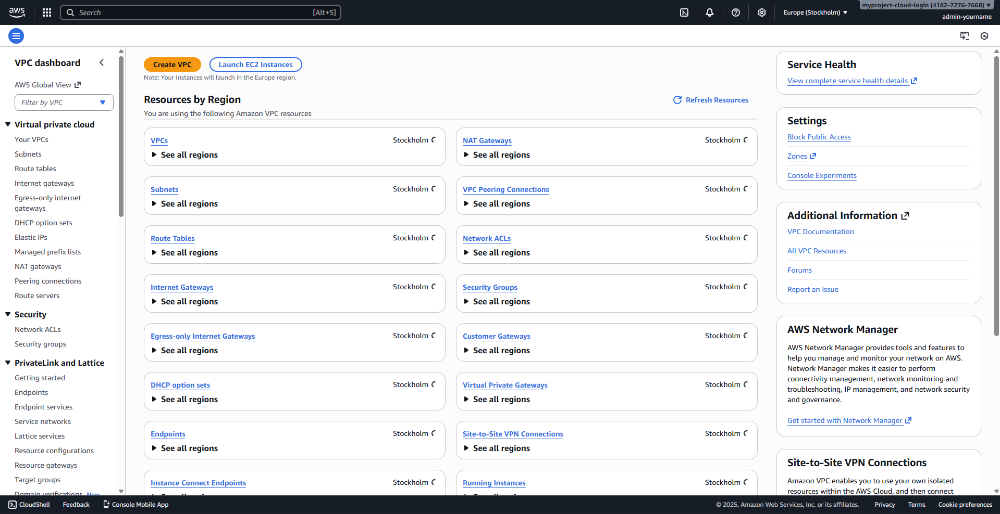 aws
Search [Alt+S]
Europe (Stockholm)
myproject-cloud-login (4182-7276-7668)
admin-yourname
VPC dashboard
AWS Global View
Filter by VPC
Virtual private cloud
Your VPCs
Subnets
Route tables
Internet gateways
Egress-only internet
gateways
DHCP option sets
Elastic IPs
Managed prefix lists
NAT gateways
Peering connections
Route servers
Security
Network ACLs
Security groups
PrivateLink and Lattice
Getting started
Endpoints
Endpoint services
Service networks
Lattice services
Resource configurations
Resource gateways
Target groups
Domain verifications New
Create VPC
Launch EC2 Instances
Note: Your Instances will launch in the Europe region.
Resources by Region
Refresh Resources
You are using the following Amazon VPC resources
VPCs Stockholm
See all regions
NAT Gateways Stockholm
See all regions
Subnets Stockholm
See all regions
VPC Peering Connections Stockholm
See all regions
Route Tables Stockholm
See all regions
Network ACLs Stockholm
See all regions
Internet Gateways Stockholm
See all regions
Security Groups Stockholm
See all regions
Egress-only Internet Gateways Stockholm
See all regions
Customer Gateways Stockholm
See all regions
DHCP option sets Stockholm
See all regions
Virtual Private Gateways Stockholm
See all regions
Endpoints Stockholm
See all regions
Site-to-Site VPN Connections Stockholm
See all regions
Instance Connect Endpoints Stockholm
Running Instances Stockholm
Service Health
View complete service health details
Settings
Block Public Access
Zones
Console Experiments
Additional Information
VPC Documentation
All VPC Resources
Forums
Report an Issue
AWS Network Manager
AWS Network Manager provides tools and features to
help you manage and monitor your network on AWS.
Network Manager makes it easier to perform
connectivity management, network monitoring and
troubleshooting, IP management, and network security
and governance.
Get started with Network Manager
Site-to-Site VPN Connections
Amazon VPC enables you to use your own isolated
resources within the AWS Cloud, and then connect
CloudShell
Feedback
Console Mobile App
© 2025, Amazon Web Services, Inc. or its affiliates.
Privacy
Terms
Cookie preferences